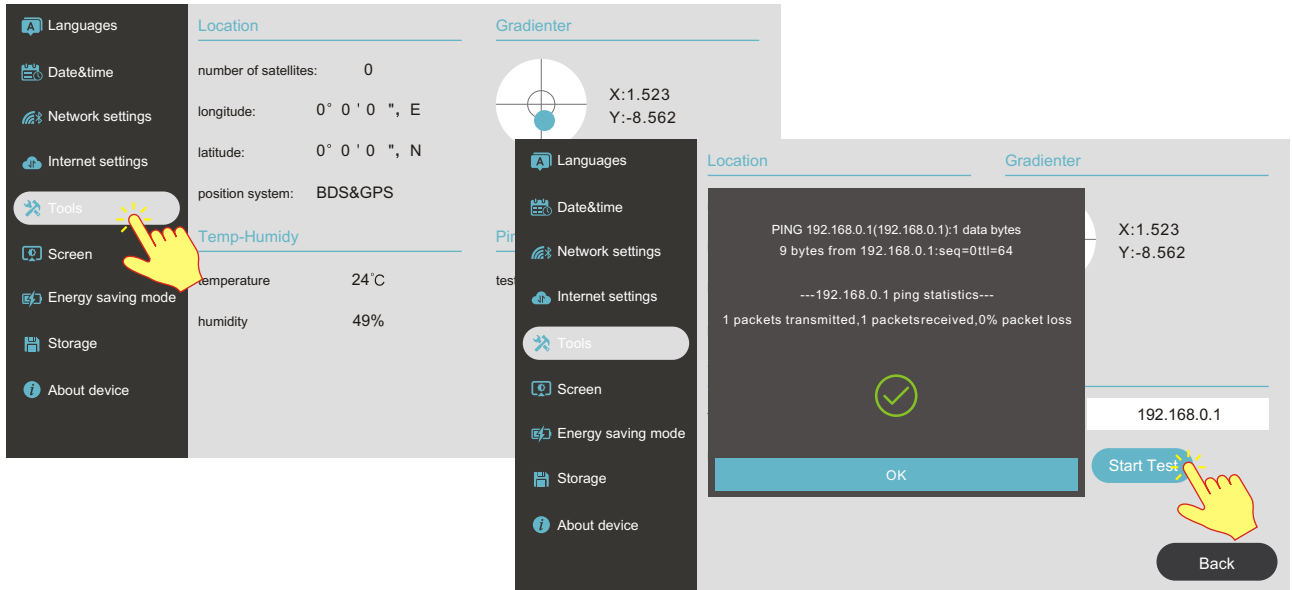 Languages
Date&time
Network settings
Internet settings
Tools
Screen
Energy saving mode
Storage
About device
Location
number of satellites: 0
longitude: 0° 0 ' 0 ", E
latitude: 0° 0 ' 0 ", N
position system: BDS&GPS
Temp-Humidy
temperature 24°C
humidity 49%
Gradienter
X:1.523
Y:-8.562
Languages
Date&time
Network settings
Internet settings
Tools
Screen
Energy saving mode
Storage
About device
Location
Gradienter
X:1.523
Y:-8.562
PING 192.168.0.1(192.168.0.1):1 data bytes
9 bytes from 192.168.0.1:seq=0ttl=64
---192.168.0.1 ping statistics---
1 packets transmitted,1 packetsreceived,0% packet loss
OK
192.168.0.1
Start Test
Back